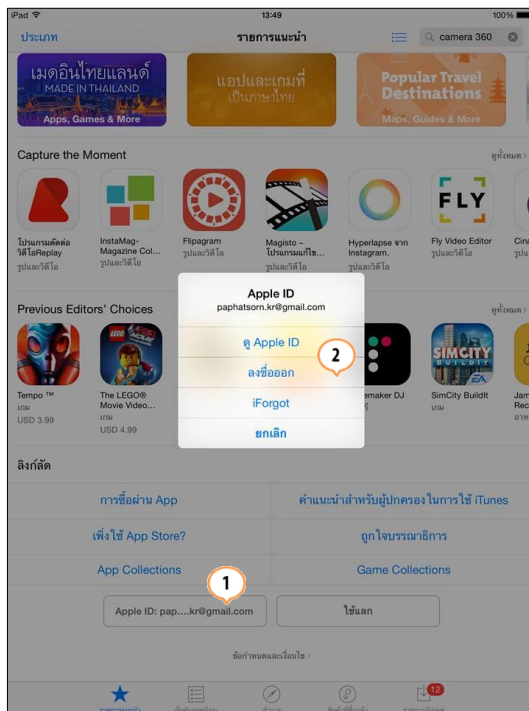 iPad
13:49
100%
ประเภท
รายการแนะนำ
camera 360
เมดอินไทยแลนด์
MADE IN THAILAND
Apps, Games & More
แอปและเกมที่
เป็นภาษาไทย
Popular Travel
Destinations
Maps, Guides & More
Capture the Moment
ดูทั้งหมด >
FLY
โปรแกรมตัดต่อ
วิดีโอReplay
รูปและวิดีโอ
InstaMag-
Magazine Col...
รูปและวิดีโอ
Flipagram
รูปและวิดีโอ
Magisto –
โปรแกรมแก้ไข...
รูปและวิดีโอ
Hyperlapse จาก
Instagram.
รูปและวิดีโอ
Fly Video Editor
รูปและวิดีโอ
Apple ID
paphatsorn.kr@gmail.com
ดู Apple ID
2
ลงชื่อออก
iForgot
ยกเลิก
Previous Editors' Choices
ดูทั้งหมด >
LEGO
SIMCITY
BUILDIT
EA
Tempo ™
เกม
USD 3.99
The LEGO®
Movie Video...
เกม
USD 4.99
emaker DJ
SimCity BuildIt
เกม
ลิงก์ลัด
การซื้อผ่าน App
คำแนะนำสำหรับผู้ปกครองในการใช้ iTunes
เพิ่งใช้ App Store?
ถูกใจบรรณาธิการ
App Collections
Game Collections
1
Apple ID: pap....kr@gmail.com
ใช้แลก
ข้อกำหนดและเงื่อนไข >
12